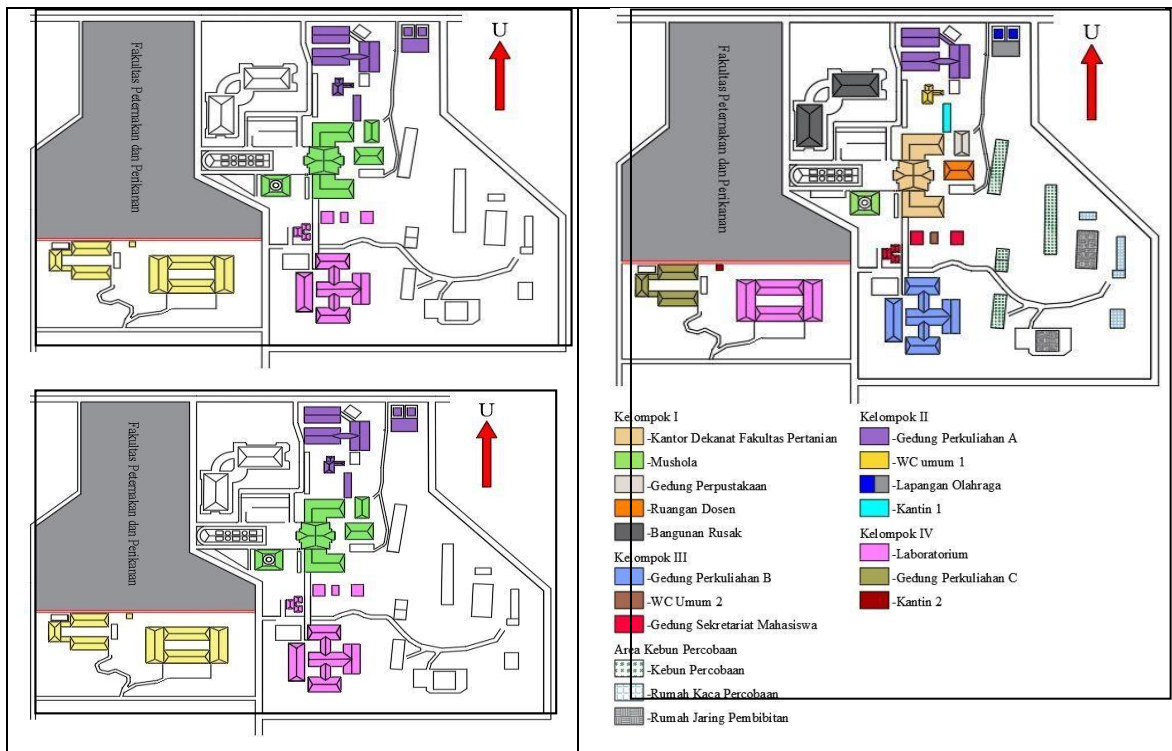 Fakultas Peternakan dan Perikanan
U
Fakultas Peternakan dan Perikanan
U
Fakultas Peternakan dan Perikanan
U
Kelompok I
-Kantor Dekanat Fakultas Pertanian
-Mushola
-Gedung Perpustakaan
-Ruangan Dosen
-Bangunan Rusak
Kelompok III
-Gedung Perkuliahan B
-WC Umum 2
-Gedung Sekretariat Mahasiswa
Area Kebun Percobaan
-Kebun Percobaan
-Rumah Kaca Percobaan
-Rumah Jaring Pembibitan
Kelompok II
-Gedung Perkuliahan A
-WC umum 1
-Lapangan Olahraga
-Kantin 1
Kelompok IV
-Laboratorium
-Gedung Perkuliahan C
-Kantin 2